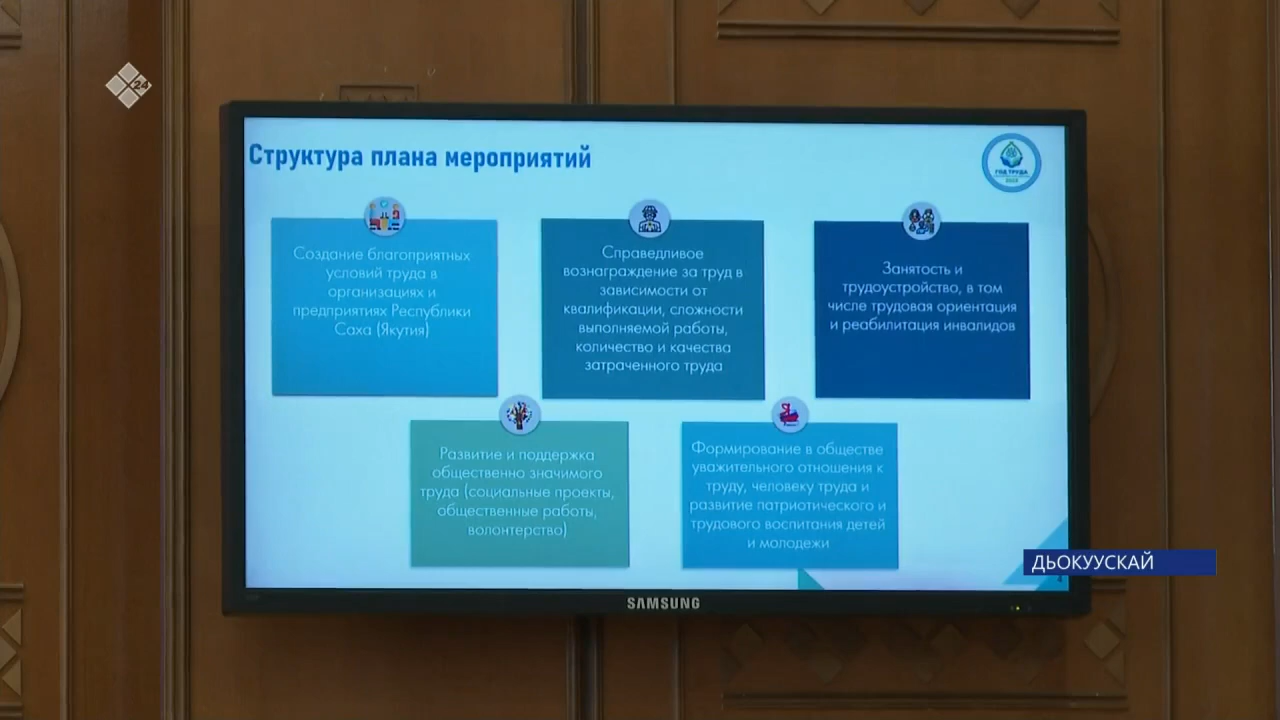 24
Структура плана мероприятий
ГОД ТРУДА
Создание благоприятных
условий труда в
организациях и
предприятиях Республики
Саха (Якутия)
Справедливое
вознаграждение за труд в
зависимости от
квалификации, сложности
выполняемой работы,
количество и качества
затраченного труда
Занятость и
трудоустройство, в том
числе трудовая ориентация
и реабилитация инвалидов
Развитие и поддержка
общественно значимого
труда (социальные проекты,
общественные работы,
волонтерство)
Формирование в обществе
уважительного отношения к
труду, человеку труда и
развитие патриотического и
трудового воспитания детей
и молодежи
ДЬОКУУСКАЙ
4
SAMSUNG